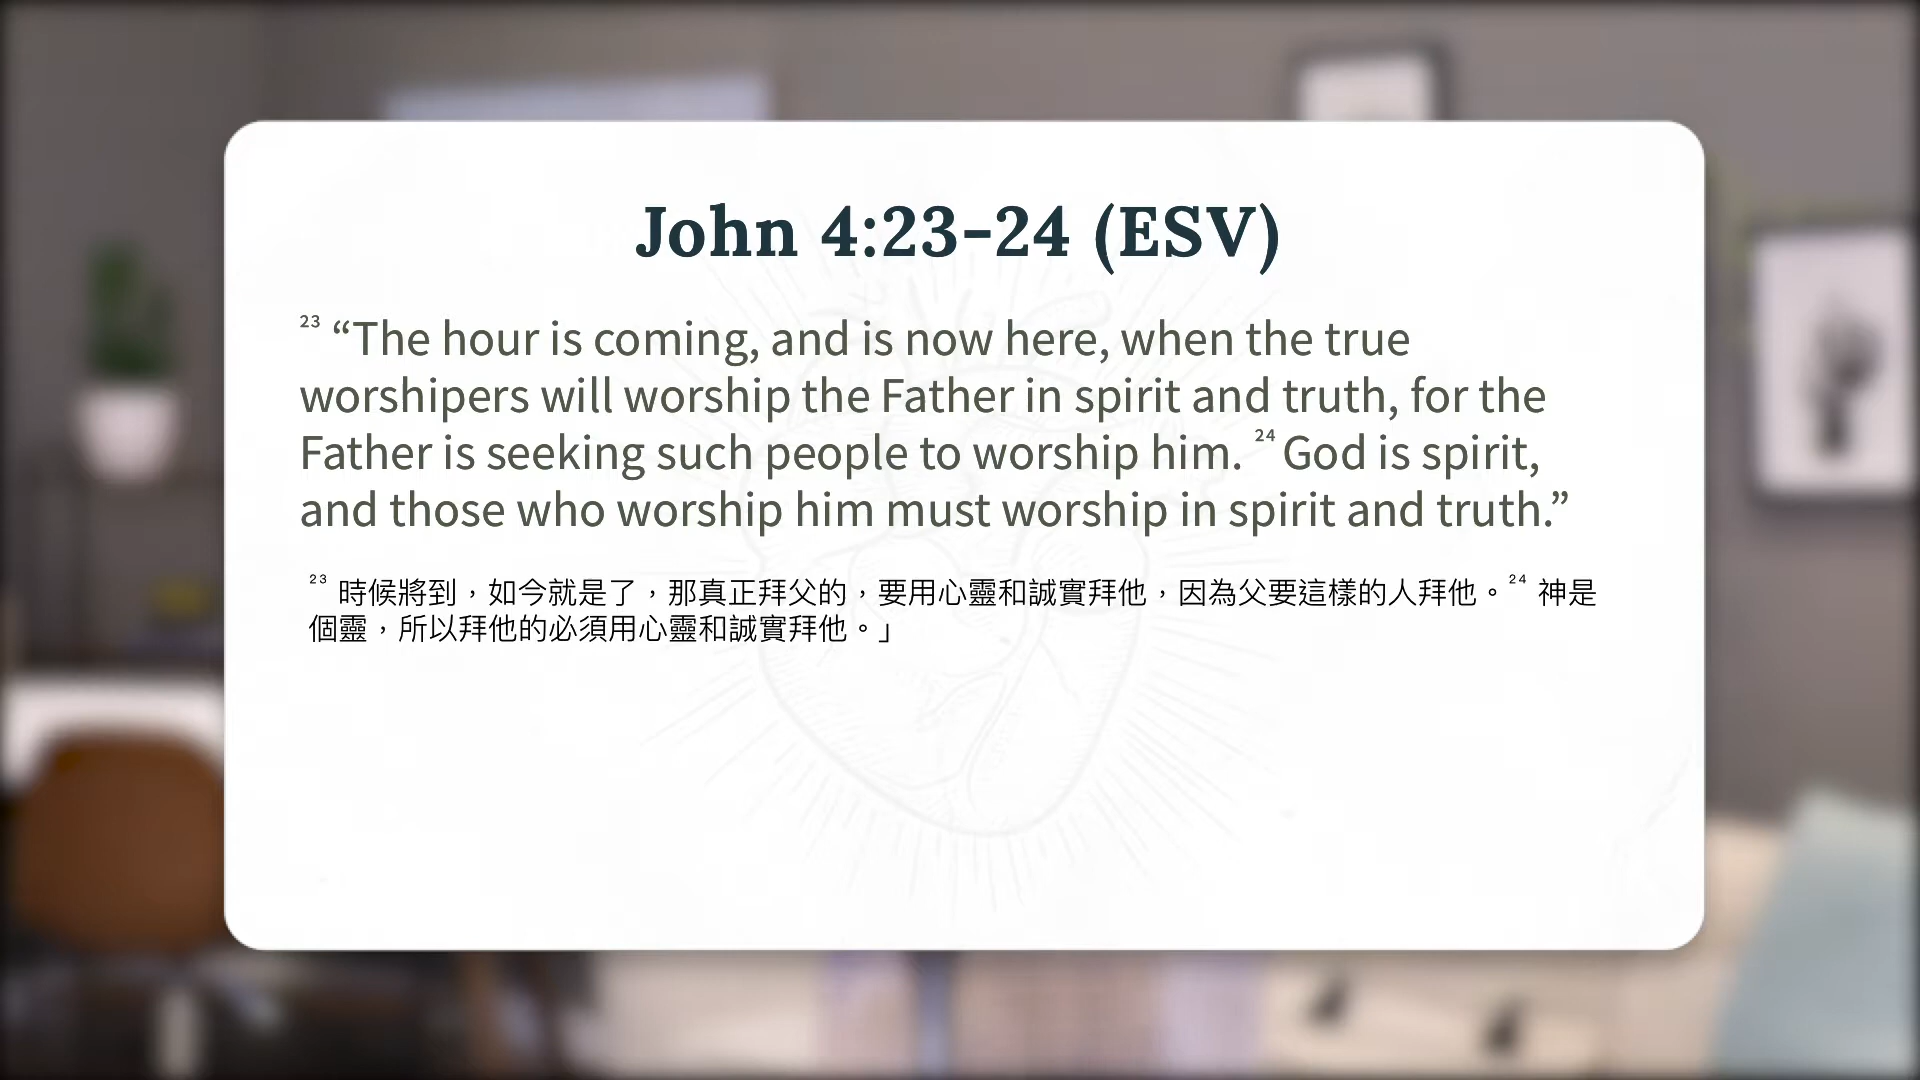 John 4:23-24 (ESV)
23 “The hour is coming, and is now here, when the true
worshipers will worship the Father in spirit and truth, for the
Father is seeking such people to worship him. 24 God is spirit,
and those who worship him must worship in spirit and truth.”
23 時候將到，如今就是了，那真正拜父的，要用心靈和誠實拜他，因為父要這樣的人拜他。24 神是
個靈，所以拜他的必須用心靈和誠實拜他。」